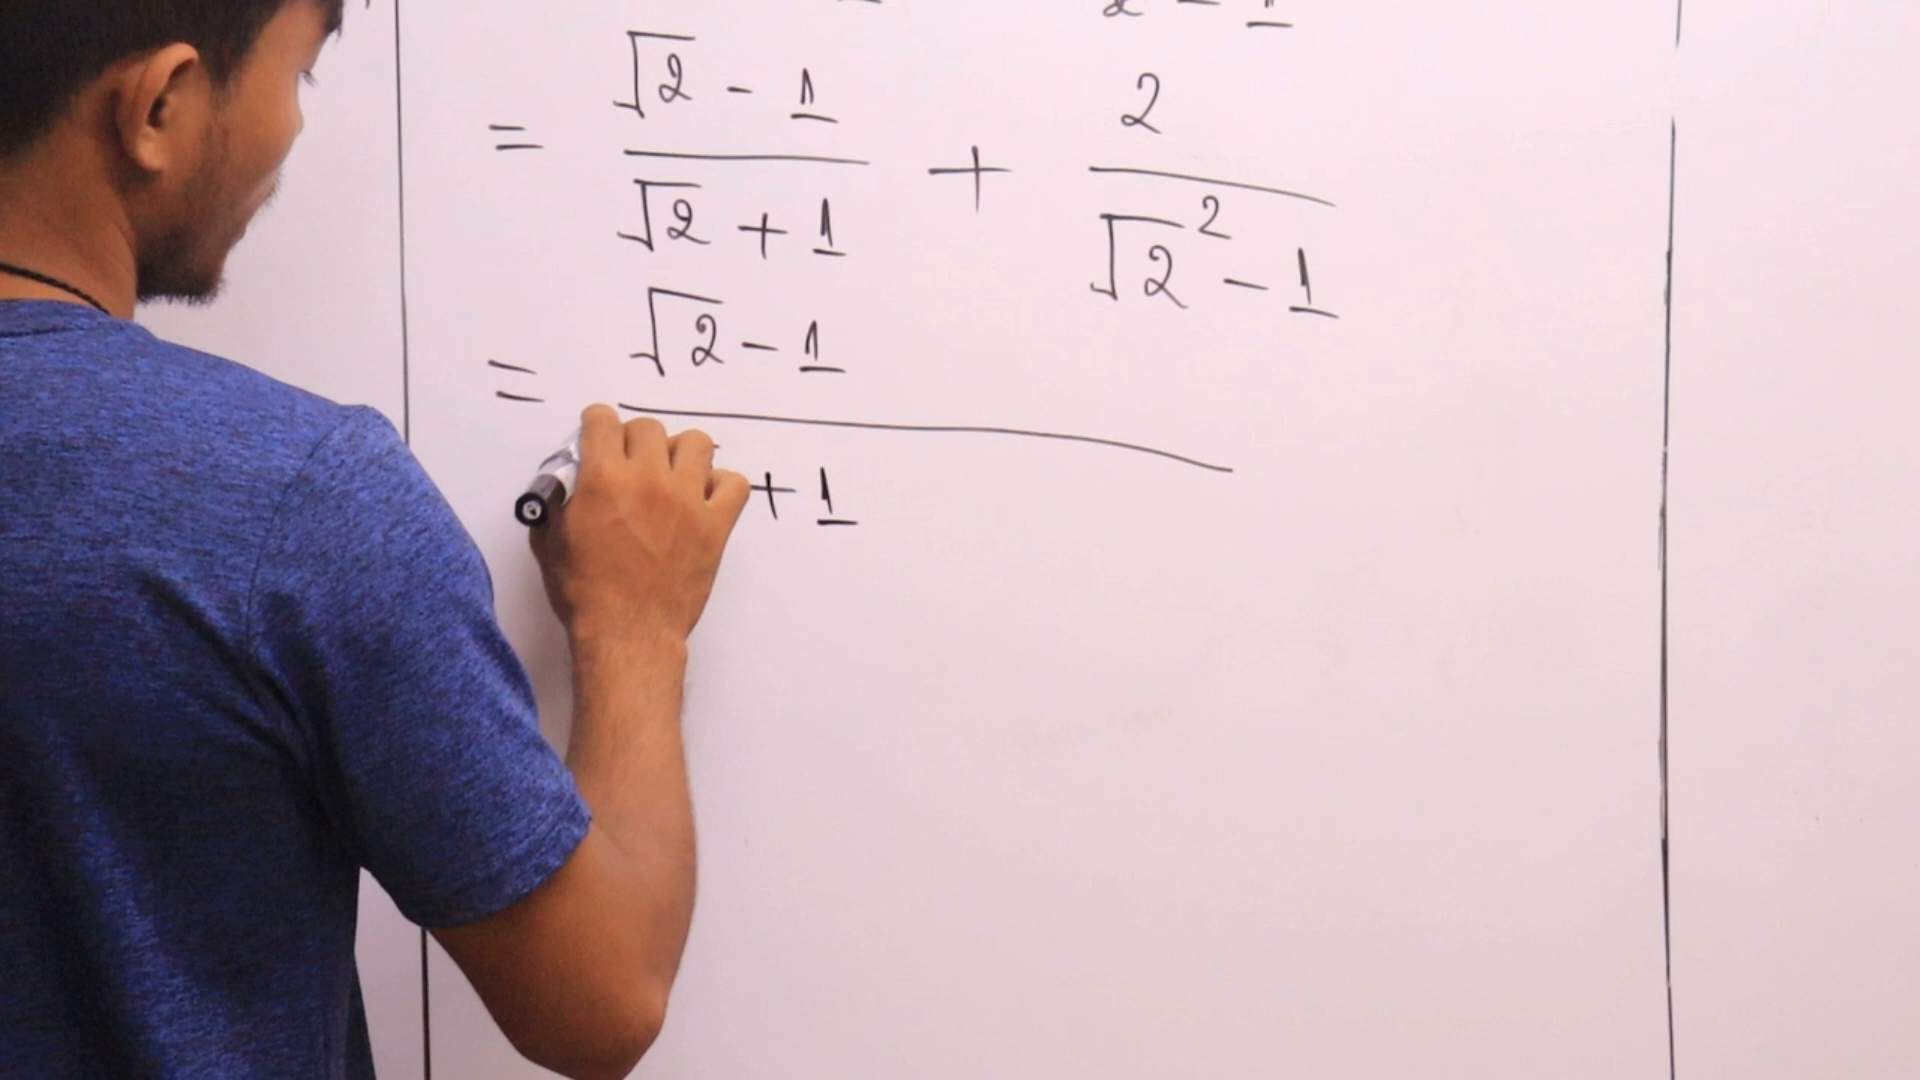 = √2 - 1 / √2 + 1 + 2 / √2² - 1
= √2 - 1 /
+ 1